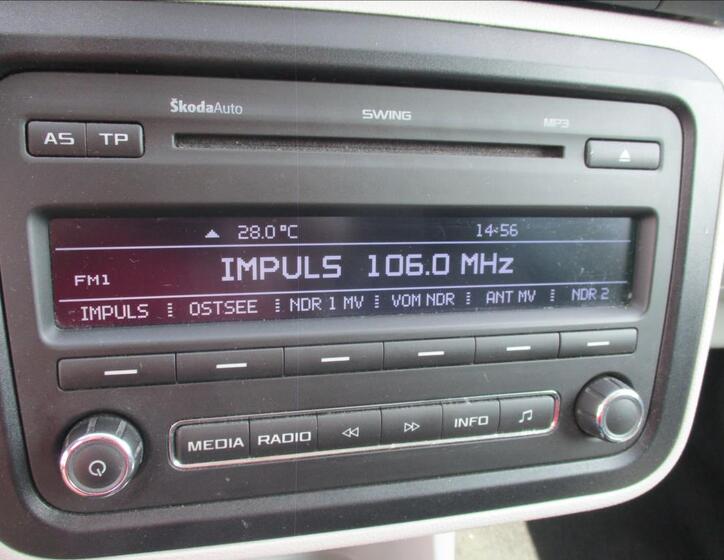 ŠkodaAuto SWING MP3
AS TP
28.0°C 14:56
IMPULS 106.0 MHz
FM1
IMPULS OSTSEE NDR 1 MV VOM NDR ANT MV NDR 2
MEDIA RADIO INFO